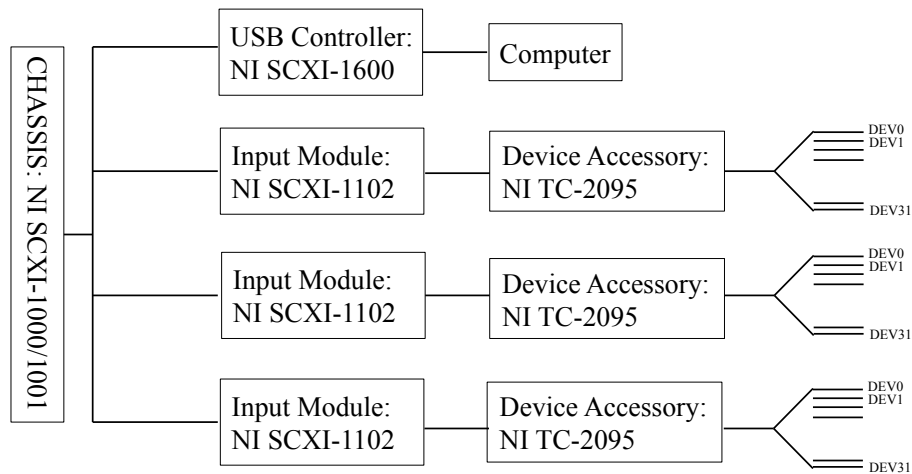 CHASSIS: NI SCXI-1000/1001
USB Controller:
NI SCXI-1600
Computer
Input Module:
NI SCXI-1102
Device Accessory:
NI TC-2095
DEV0
DEV1
DEV31
Input Module:
NI SCXI-1102
Device Accessory:
NI TC-2095
DEV0
DEV1
DEV31
Input Module:
NI SCXI-1102
Device Accessory:
NI TC-2095
DEV0
DEV1
DEV31